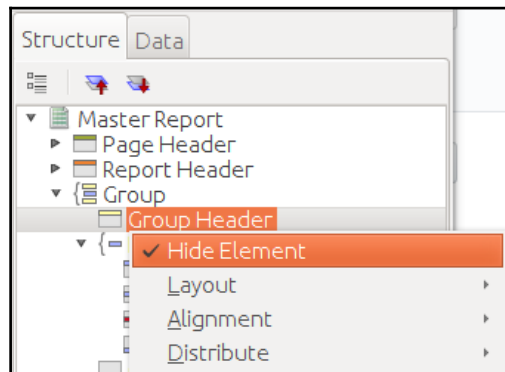 Structure Data
Master Report
Page Header
Report Header
Group
Group Header
Hide Element
Layout
Alignment
Distribute